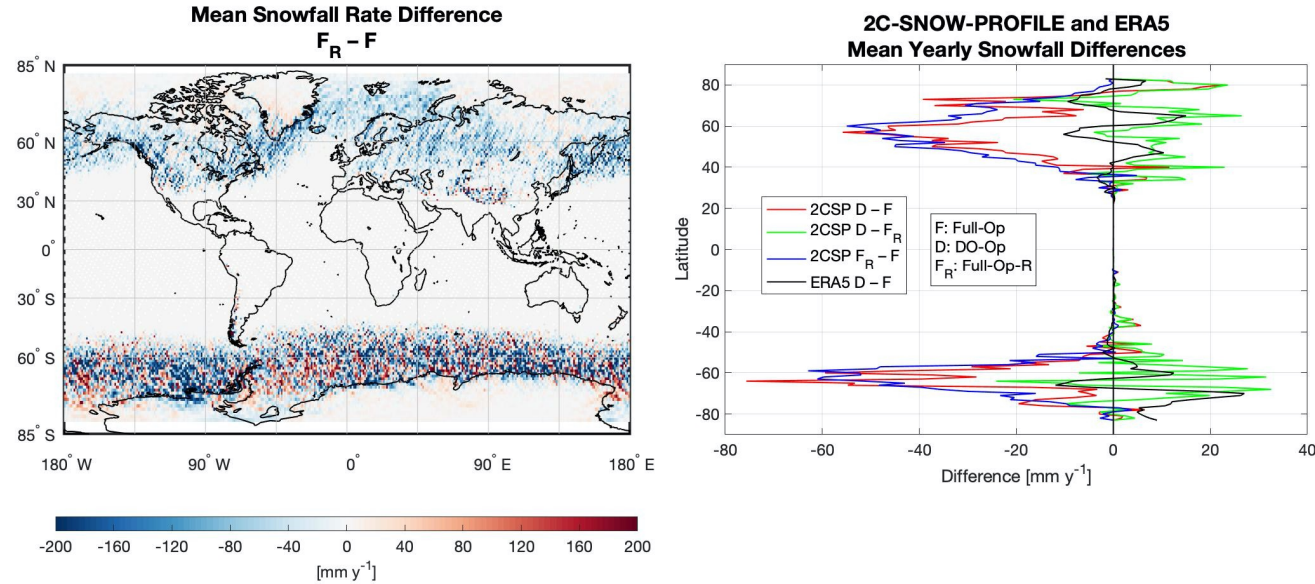 Mean Snowfall Rate Difference
F_R – F
85° N
60° N
30° N
0°
30° S
60° S
85° S
180° W
90° W
0°
90° E
180° E
-200
-160
-120
-80
-40
0
40
80
120
160
200
[mm y⁻¹]
2C-SNOW-PROFILE and ERA5
Mean Yearly Snowfall Differences
80
60
40
20
0
-20
-40
-60
-80
Latitude
2CSP D – F
2CSP D – F_R
2CSP F_R – F
ERA5 D – F
F: Full-Op
D: DO-Op
F_R: Full-Op-R
-80
-60
-40
-20
0
20
40
Difference [mm y⁻¹]